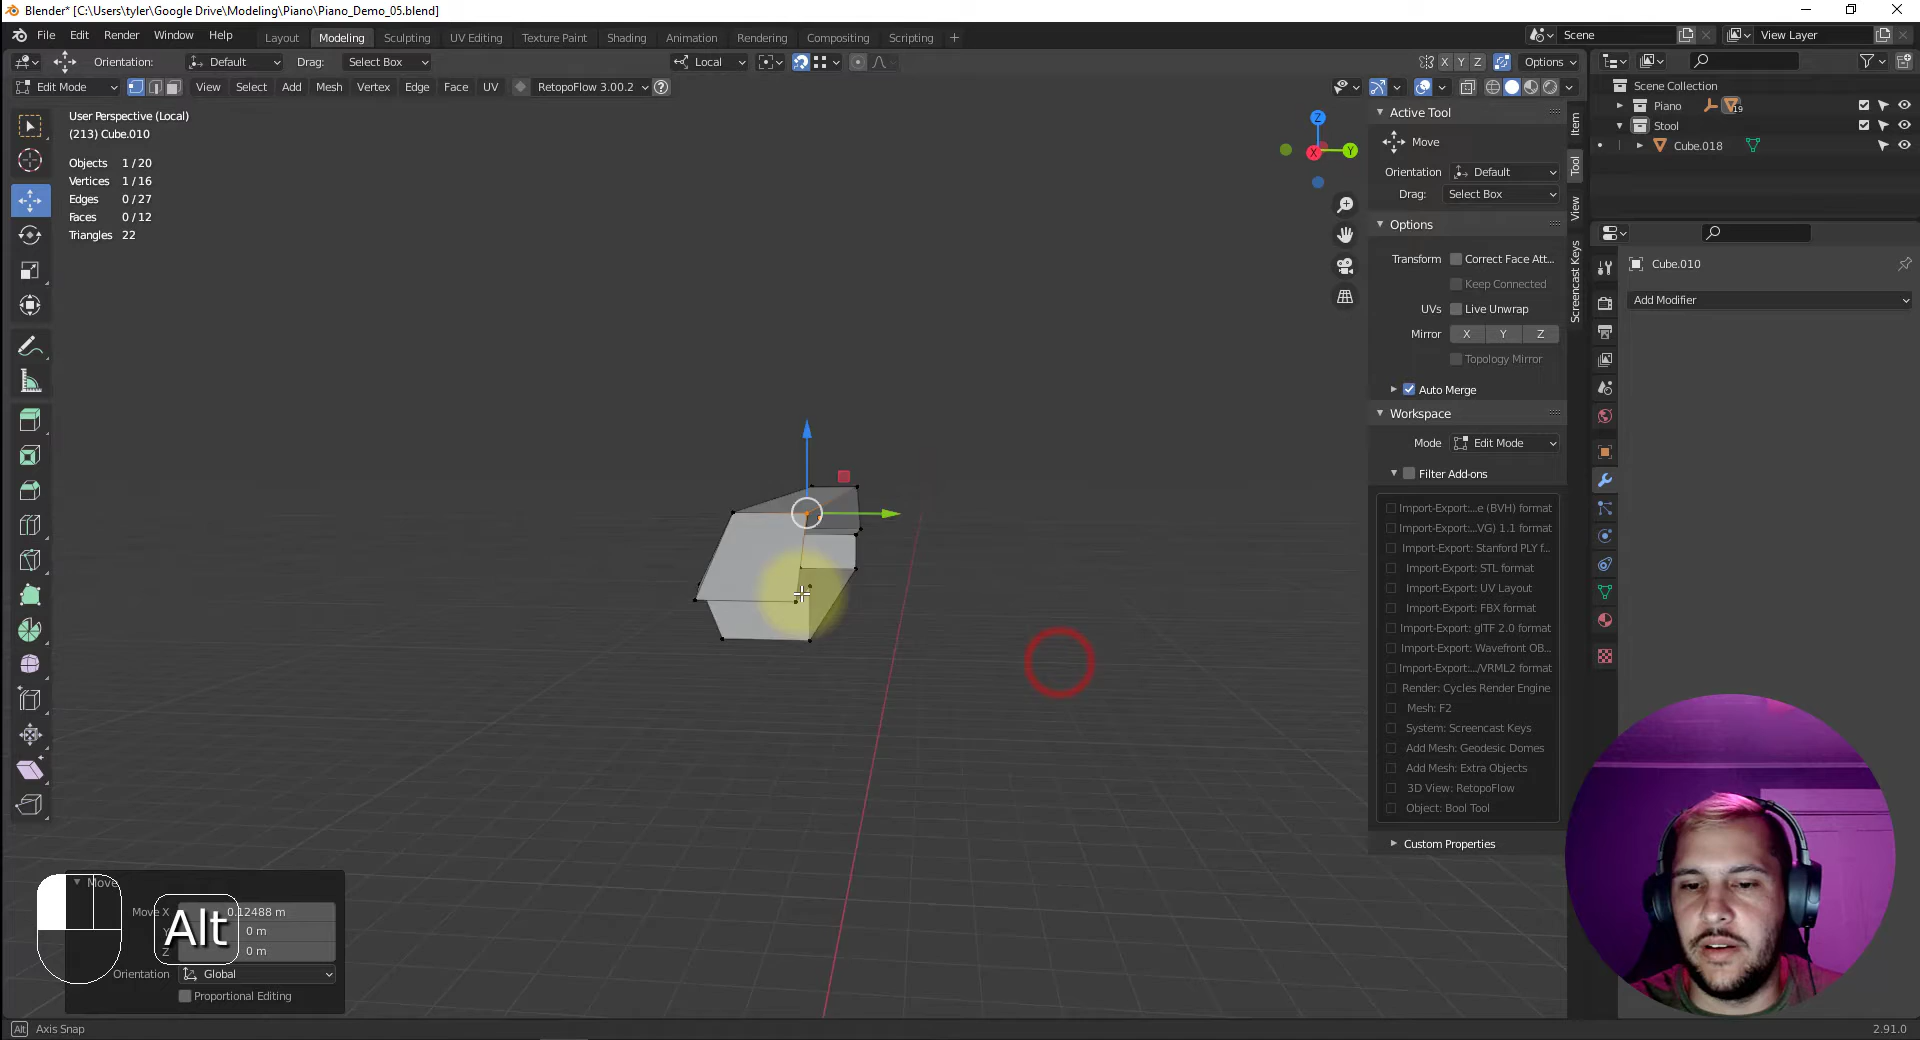 Blender* [C:\Users\tyler\Google Drive\Modeling\Piano\Piano_Demo_05.blend]
File Edit Render Window Help Layout Modeling Sculpting UV Editing Texture Paint Shading Animation Rendering Compositing Scripting + Scene View Layer
Orientation: Default Drag: Select Box Local X Y Z Options
Edit Mode View Select Add Mesh Vertex Edge Face UV RetopoFlow 3.00.2 ?
User Perspective (Local)
(213) Cube.010
Objects 1 / 20
Vertices 1 / 16
Edges 0 / 27
Faces 0 / 12
Triangles 22
Z
X
Y
Active Tool
Move
Orientation Default
Drag: Select Box
Options
Transform Correct Face Att...
Keep Connected
UVs Live Unwrap
Mirror X Y Z
Topology Mirror
Auto Merge
Workspace
Mode Edit Mode
Filter Add-ons
Import-Export:...e (BVH) format
Import-Export:...VG) 1.1 format
Import-Export: Stanford PLY f...
Import-Export: STL format
Import-Export: UV Layout
Import-Export: FBX format
Import-Export: glTF 2.0 format
Import-Export: Wavefront OB...
Import-Export:.../VRML2 format
Render: Cycles Render Engine
Mesh: F2
System: Screencast Keys
Add Mesh: Geodesic Domes
Add Mesh: Extra Objects
3D View: RetopoFlow
Object: Bool Tool
Custom Properties
Item
Tool
View
Screencast Keys
Scene Collection
Piano 19
Stool
Cube.018
Cube.010
Add Modifier
Move
Move X 0.12488 m
0 m
Z 0 m
Orientation Global
Proportional Editing
Alt
Alt Axis Snap
2.91.0